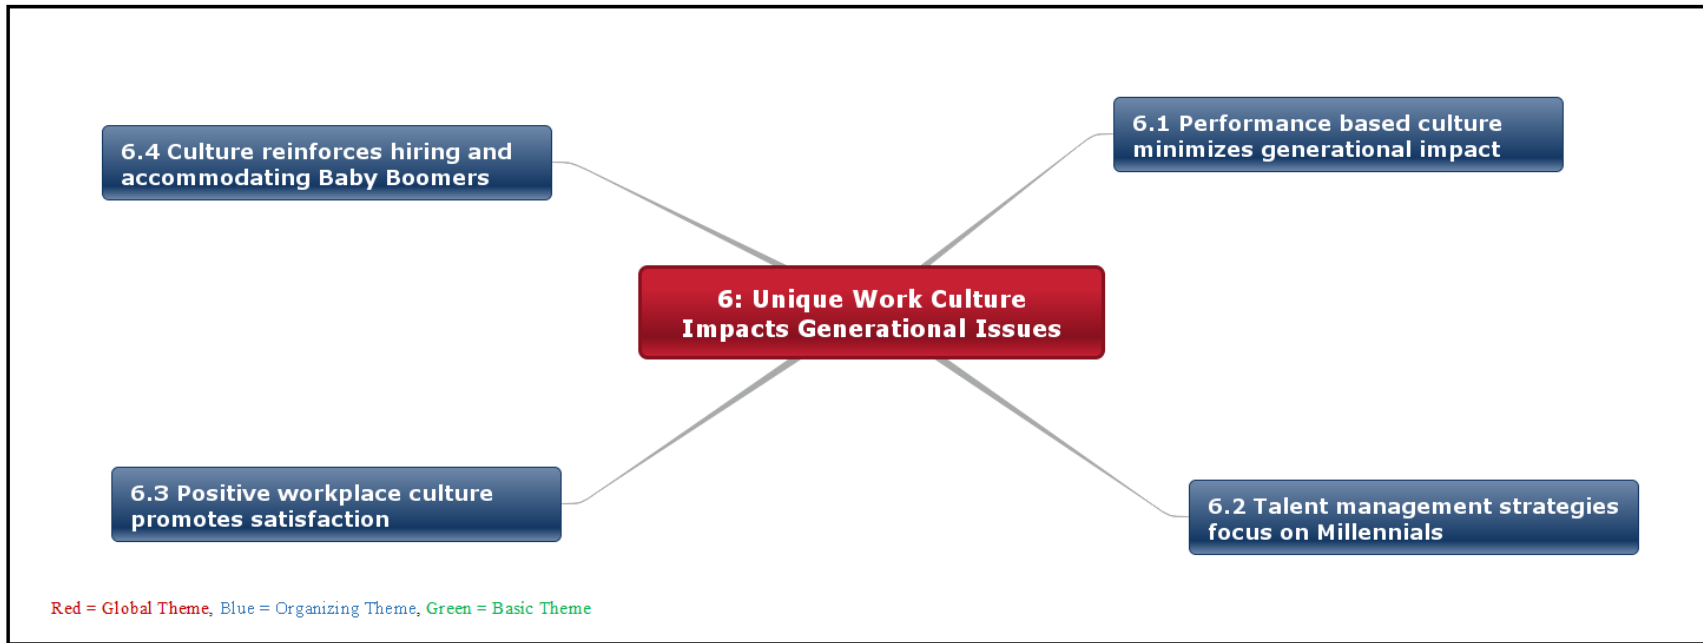 6.4 Culture reinforces hiring and
accommodating Baby Boomers
6.1 Performance based culture
minimizes generational impact
6: Unique Work Culture
Impacts Generational Issues
6.3 Positive workplace culture
promotes satisfaction
6.2 Talent management strategies
focus on Millennials
Red = Global Theme, Blue = Organizing Theme, Green = Basic Theme